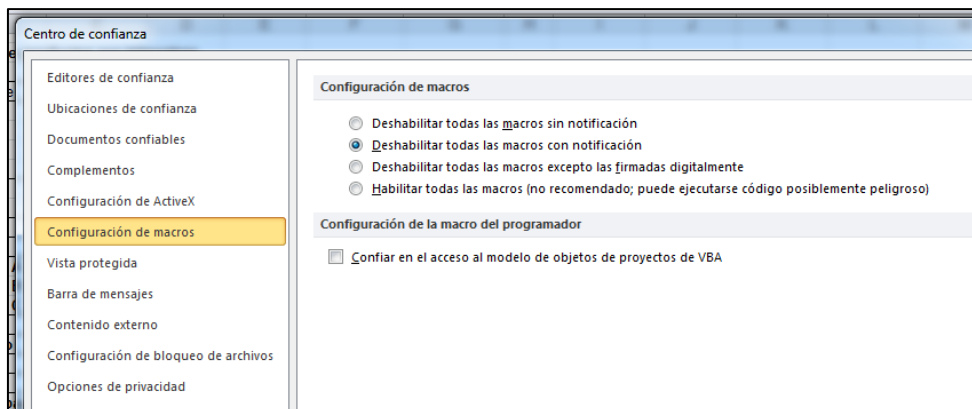 Centro de confianza
Editores de confianza
Ubicaciones de confianza
Documentos confiables
Complementos
Configuración de ActiveX
Configuración de macros
Vista protegida
Barra de mensajes
Contenido externo
Configuración de bloqueo de archivos
Opciones de privacidad
Configuración de macros
Deshabilitar todas las macros sin notificación
Deshabilitar todas las macros con notificación
Deshabilitar todas las macros excepto las firmadas digitalmente
Habilitar todas las macros (no recomendado; puede ejecutarse código posiblemente peligroso)
Configuración de la macro del programador
Confiar en el acceso al modelo de objetos de proyectos de VBA